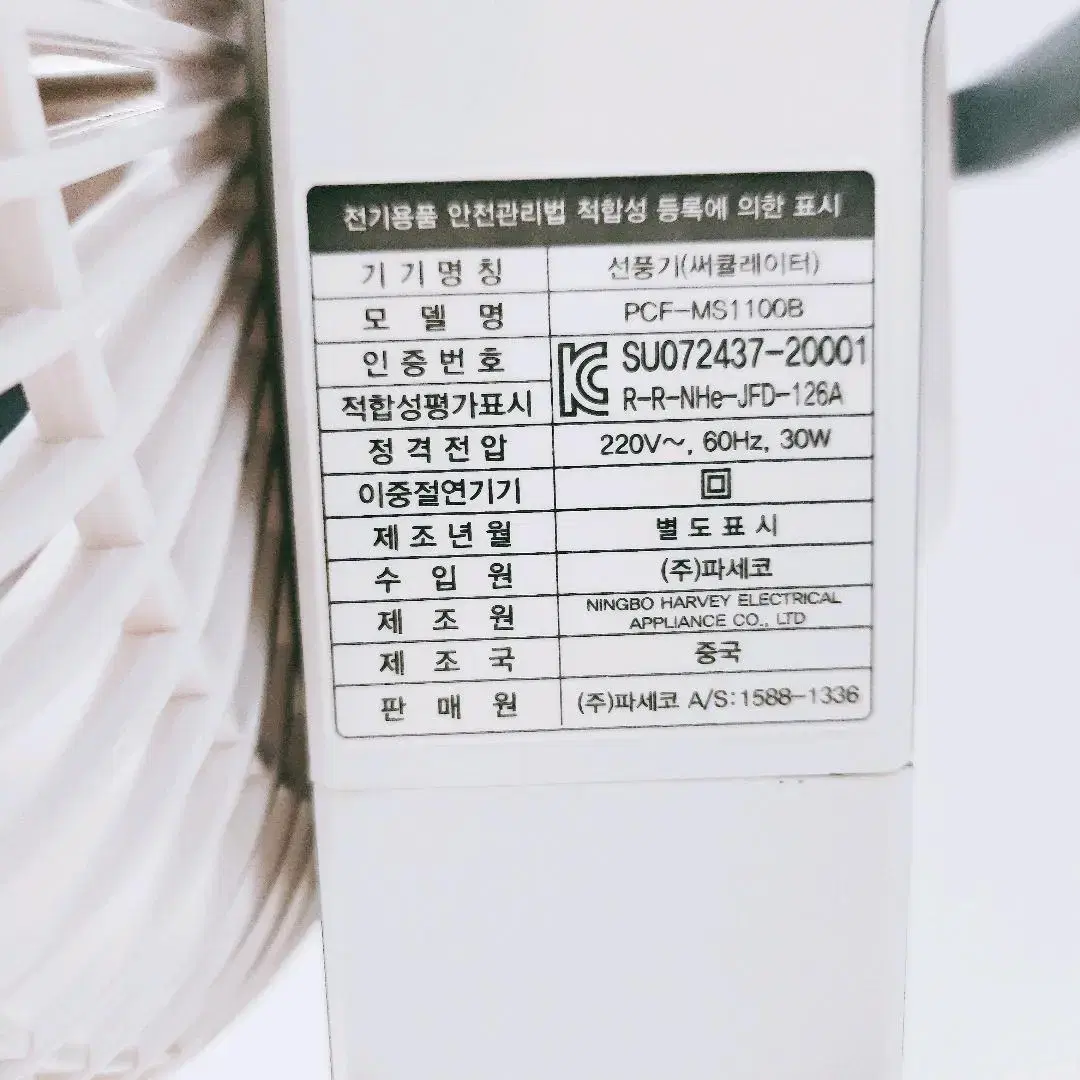 전기용품 안전관리법 적합성 등록에 의한 표시
기기명칭 선풍기(써큘레이터)
모델명 PCF-MS1100B
인증번호 SU072437-20001
적합성평가표시 R-R-NHe-JFD-126A
정격전압 220V~, 60Hz, 30W
이중절연기기
제조년월 별도표시
수입원 (주)파세코
제조원 NINGBO HARVEY ELECTRICAL
APPLIANCE CO., LTD
제조국 중국
판매원 (주)파세코 A/S:1588-1336